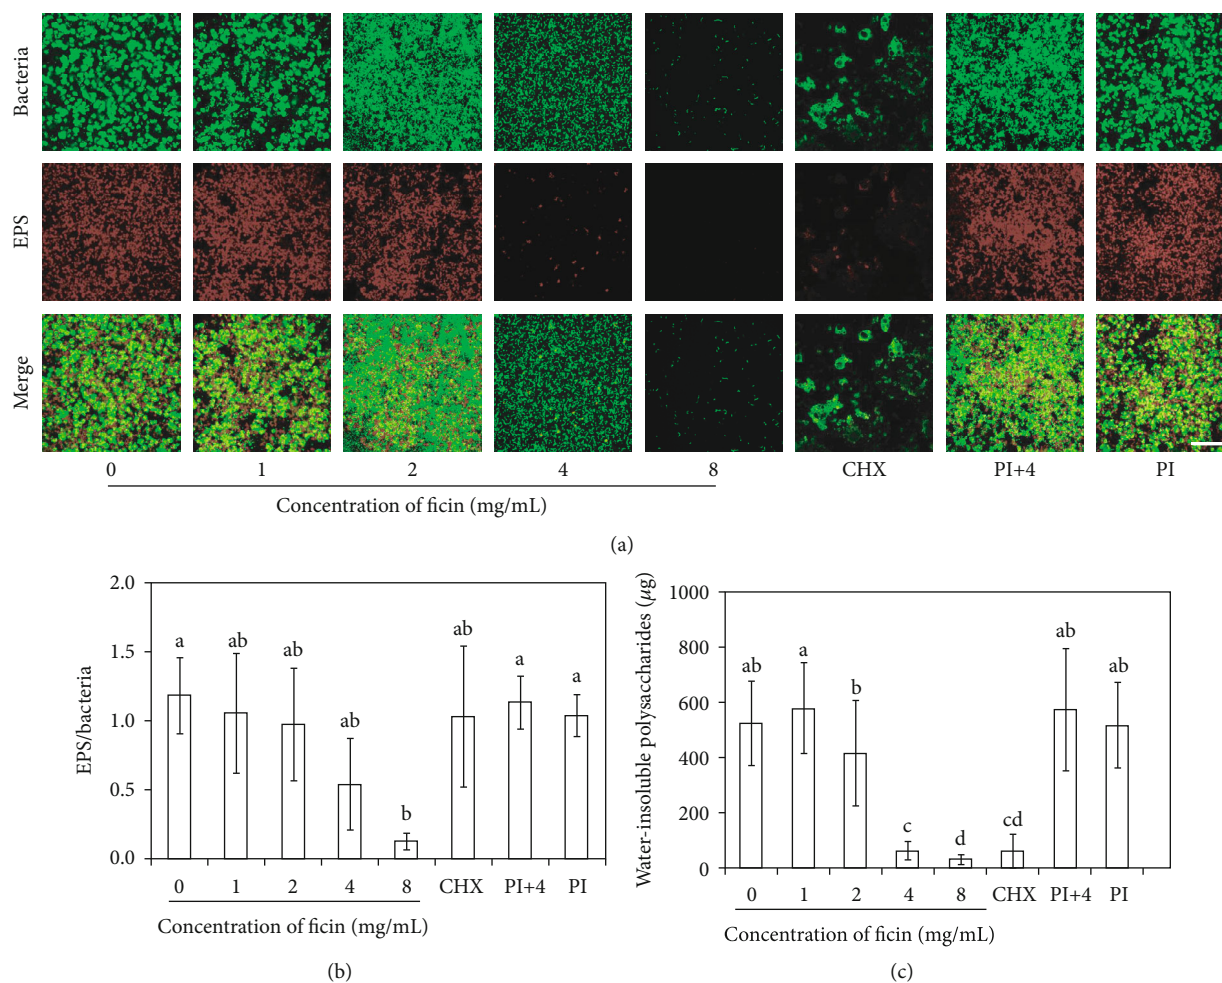 Bacteria
EPS
Merge
0 1 2 4 8 CHX PI+4 PI
Concentration of ficin (mg/mL)
(a)
EPS/bacteria
2.0
1.5
1.0
0.5
0.0
a ab ab ab b ab a a
0 1 2 4 8 CHX PI+4 PI
Concentration of ficin (mg/mL)
(b)
Water-insoluble polysaccharides (µg)
1000
800
600
400
200
0
ab a b c d cd ab ab
0 1 2 4 8 CHX PI+4 PI
Concentration of ficin (mg/mL)
(c)